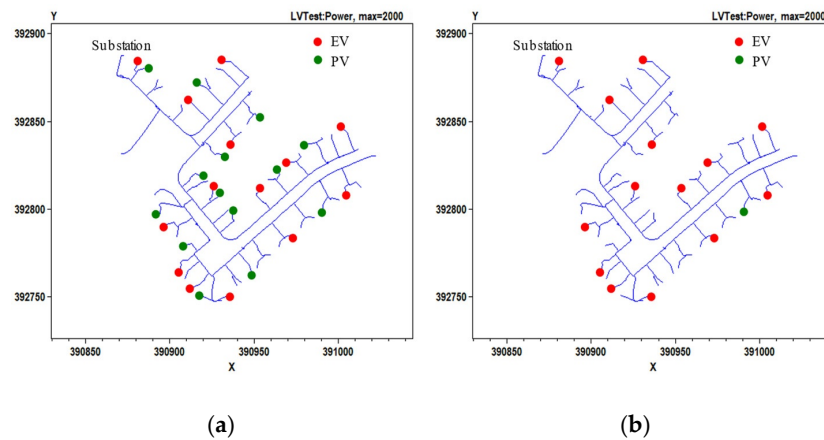 Y
LVTest:Power, max=2000
392900
Substation
EV
PV
392850
392800
392750
390850
390900
390950
391000
X
(a)
Y
LVTest:Power, max=2000
392900
Substation
EV
PV
392850
392800
392750
390850
390900
390950
391000
X
(b)